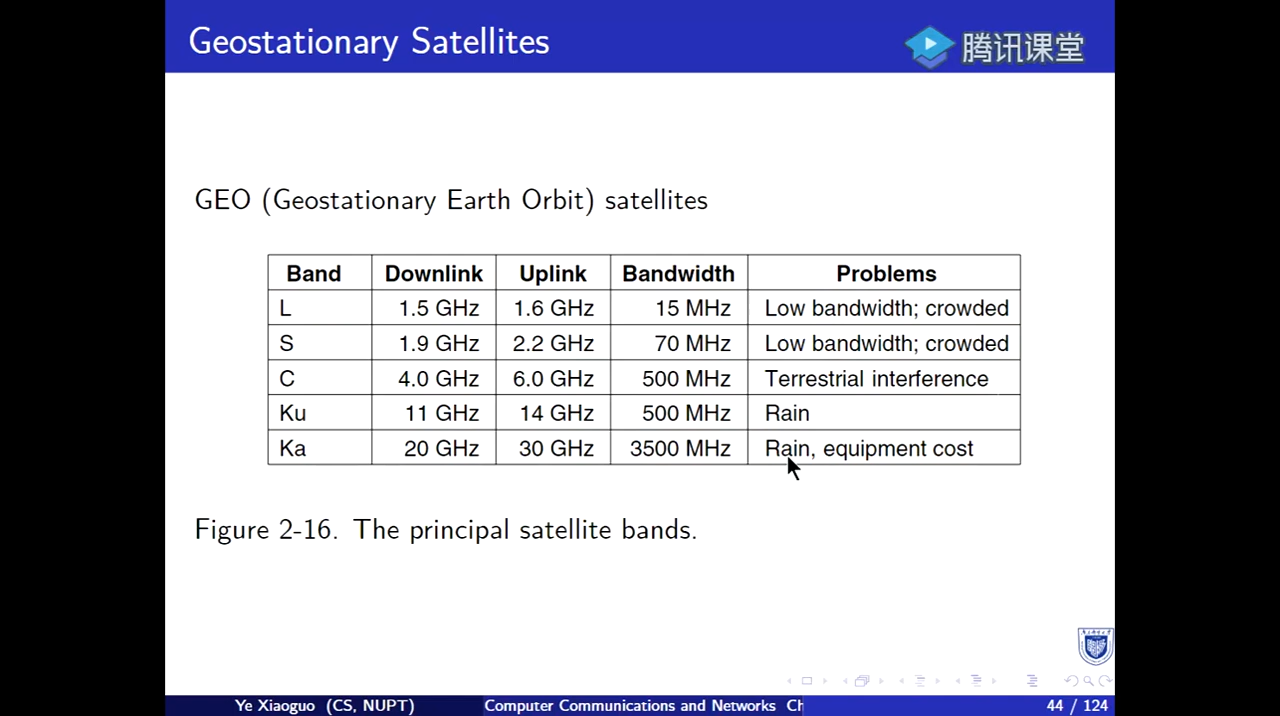 Geostationary Satellites
腾讯课堂
GEO (Geostationary Earth Orbit) satellites
Band Downlink Uplink Bandwidth Problems
L 1.5 GHz 1.6 GHz 15 MHz Low bandwidth; crowded
S 1.9 GHz 2.2 GHz 70 MHz Low bandwidth; crowded
C 4.0 GHz 6.0 GHz 500 MHz Terrestrial interference
Ku 11 GHz 14 GHz 500 MHz Rain
Ka 20 GHz 30 GHz 3500 MHz Rain, equipment cost
Figure 2-16. The principal satellite bands.
Ye Xiaoguo (CS, NUPT) Computer Communications and Networks Ch 44 / 124